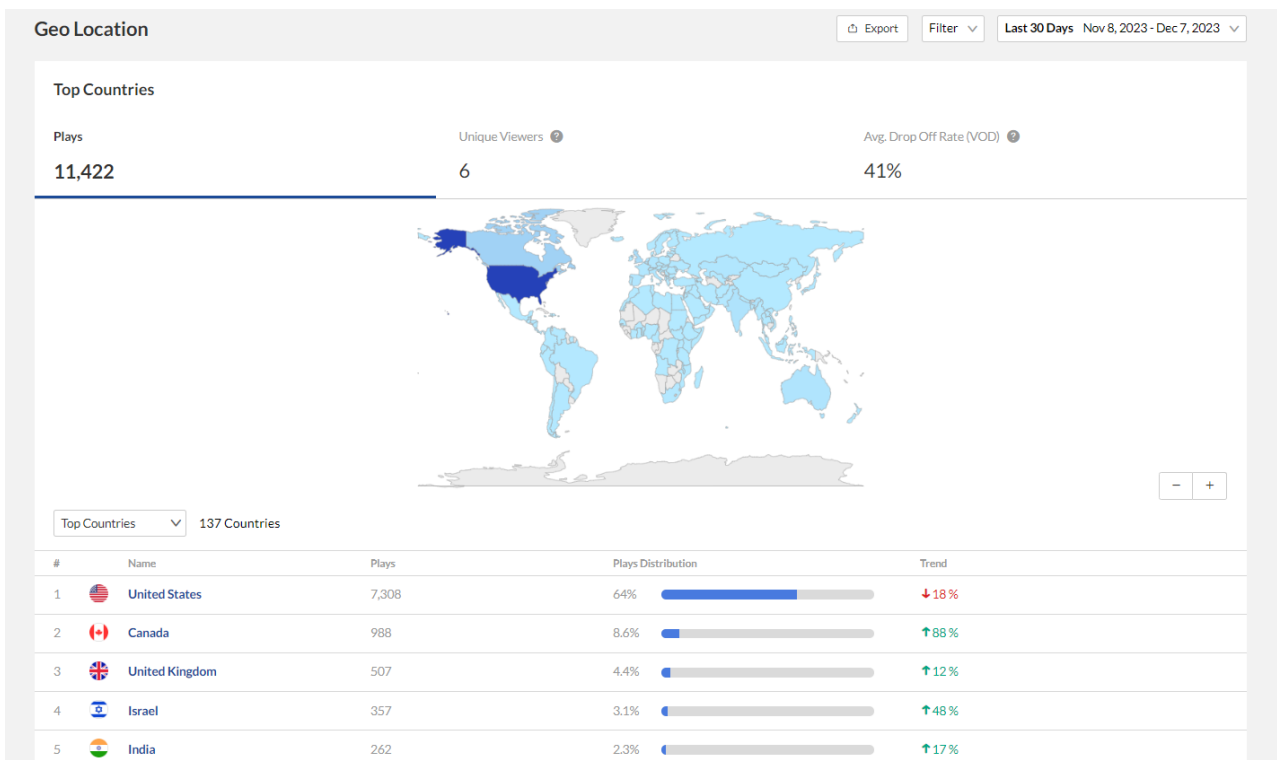 Geo Location
Export
Filter
Last 30 Days Nov 8, 2023 - Dec 7, 2023
Top Countries
Plays
Unique Viewers ?
Avg. Drop Off Rate (VOD) ?
11,422
6
41%
− +
Top Countries 137 Countries
# Name Plays Plays Distribution Trend
1 United States 7,308 64% ↓18 %
2 Canada 988 8.6% ↑88 %
3 United Kingdom 507 4.4% ↑12 %
4 Israel 357 3.1% ↑48 %
5 India 262 2.3% ↑17 %